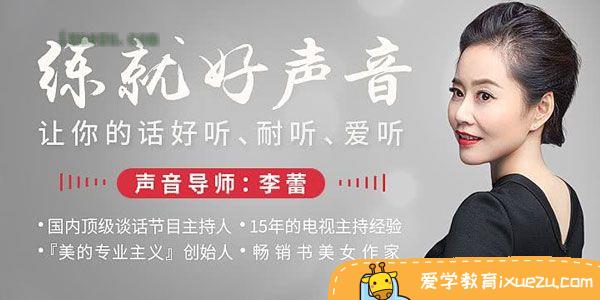 练就好声音
让你的话好听、耐听、爱听
声音导师:李蕾
•国内顶级谈话节目主持人 •15年的电视主持经验
•『美的专业主义』创始人 •畅销书美女作家
爱学教育ixuezu.com